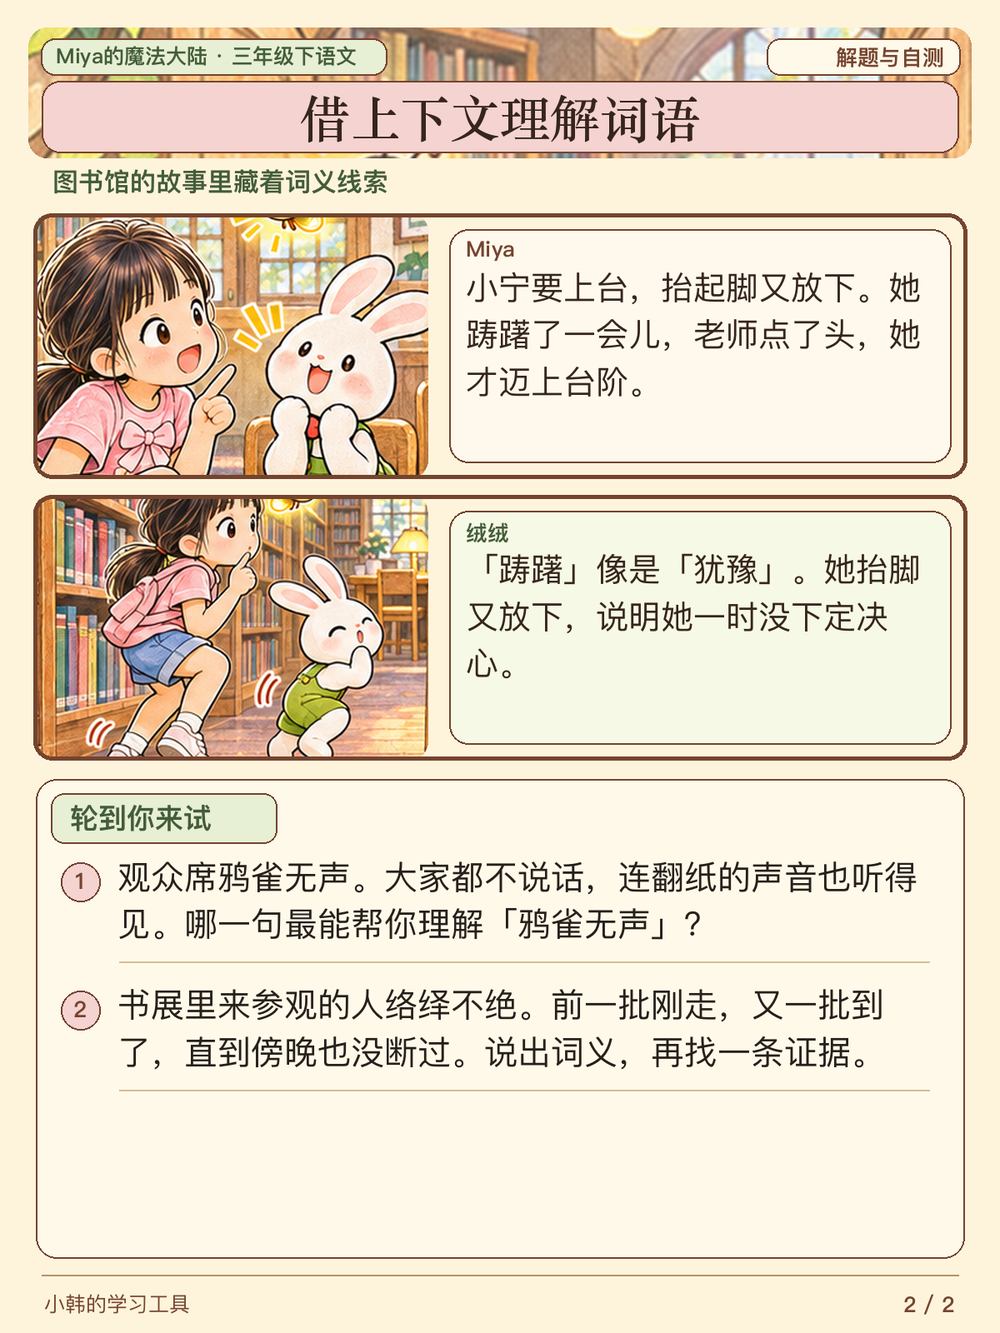 Miya的魔法大陆 · 三年级下语文
解题与自测
借上下文理解词语
图书馆的故事里藏着词义线索
Miya
小宁要上台，抬起脚又放下。她
踌躇了一会儿，老师点了头，她
才迈上台阶。
绒绒
「踌躇」像是「犹豫」。她抬脚
又放下，说明她一时没下定决
心。
轮到你来试
1 观众席鸦雀无声。大家都不说话，连翻纸的声音也听得
见。哪一句最能帮你理解「鸦雀无声」？
2 书展里来参观的人络绎不绝。前一批刚走，又一批到
了，直到傍晚也没断过。说出词义，再找一条证据。
小韩的学习工具
2 / 2